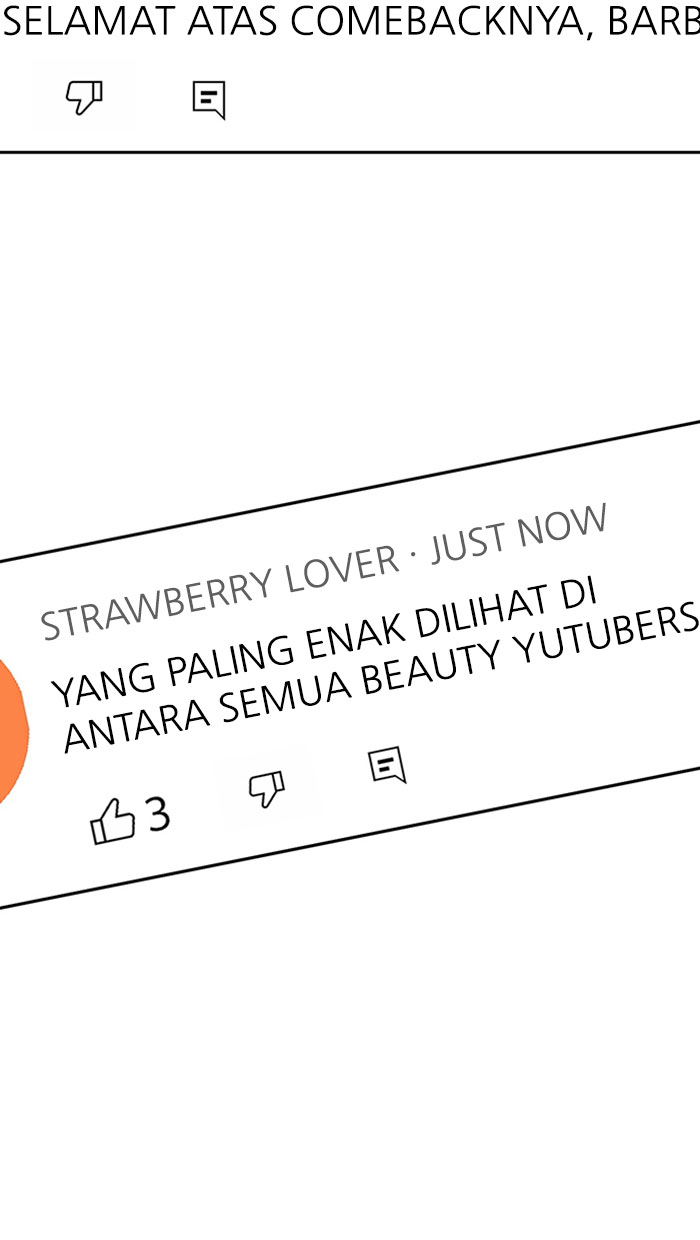 SELAMAT ATAS COMEBACKNYA, BARB
STRAWBERRY LOVER · JUST NOW
YANG PALING ENAK DILIHAT DI
ANTARA SEMUA BEAUTY YUTUBERS
3